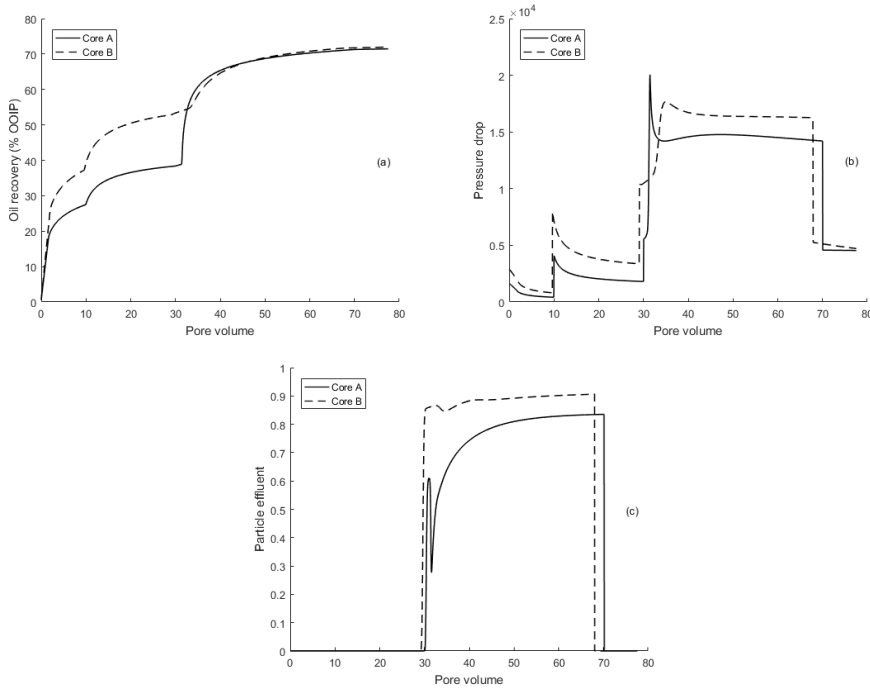 Oil recovery (% OOIP)
80
70
60
50
40
30
20
10
0
Core A
Core B
(a)
0 10 20 30 40 50 60 70 80
Pore volume
×10⁴
Pressure drop
2.5
2
1.5
1
0.5
0
Core A
Core B
(b)
0 10 20 30 40 50 60 70 80
Pore volume
Particle effluent
1
0.9
0.8
0.7
0.6
0.5
0.4
0.3
0.2
0.1
0
Core A
Core B
(c)
0 10 20 30 40 50 60 70 80
Pore volume